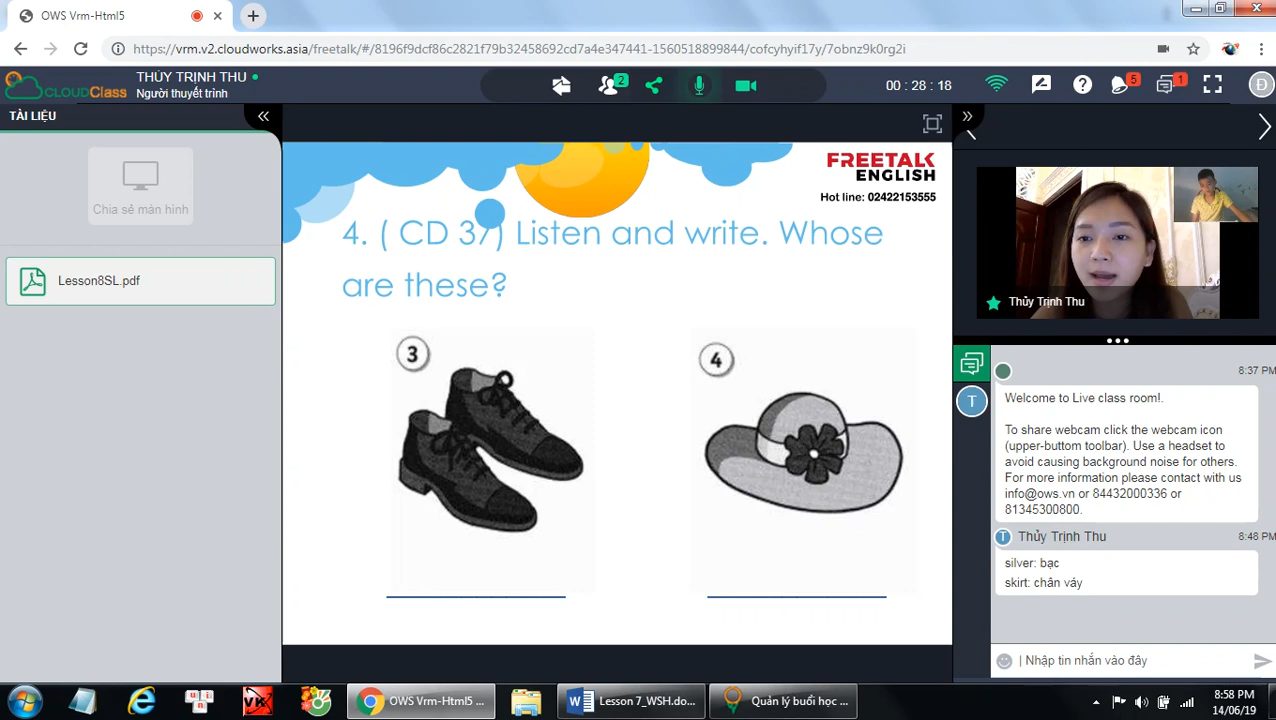 OWS Vrm-Html5
https://vrm.v2.cloudworks.asia/freetalk/#/8196f9dcf86c2821f79b32458692cd7a4e347441-1560518899844/cofcyhyif17y/7obnz9k0rg2i
CLOUDClass
THỦY TRỊNH THU
Người thuyết trình
2
00 : 28 : 18
5
1
Đ
TÀI LIỆU
Chia sẻ màn hình
Lesson8SL.pdf
FREETALK
ENGLISH
Hot line: 02422153555
4. ( CD 37) Listen and write. Whose
are these?
3
4
Thủy Trịnh Thu
8:37 PM
T
Welcome to Live class room!.
To share webcam click the webcam icon
(upper-buttom toolbar). Use a headset to
avoid causing background noise for others.
For more information please contact with us
info@ows.vn or 84432000336 or
81345300800.
T
Thủy Trịnh Thu
8:48 PM
silver: bạc
skirt: chân váy
Nhập tin nhắn vào đây
OWS Vrm-Html5 ...
Lesson 7_WSH.do...
Quản lý buổi học ...
8:58 PM
14/06/19